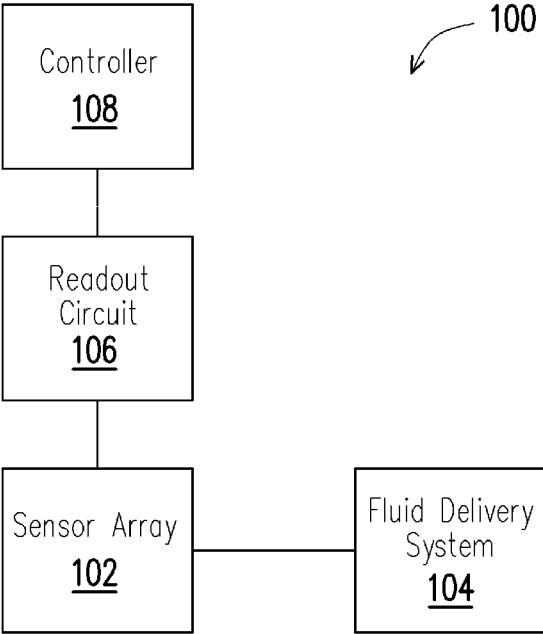 100
Controller
108
Readout
Circuit
106
Sensor Array
102
Fluid Delivery
System
104